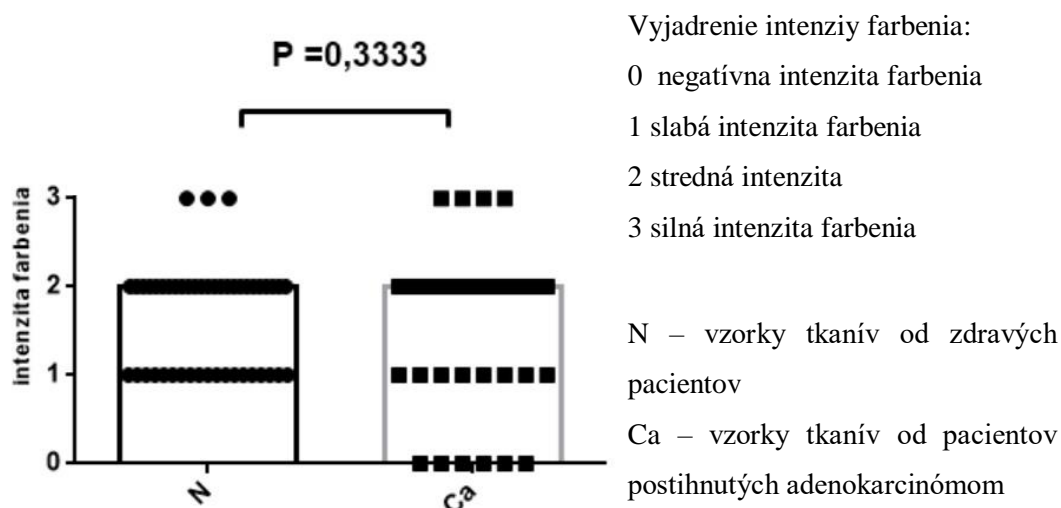 P =0,3333
intenzita farbenia
3
2
1
0
N
Ca
Vyjadrenie intenziy farbenia:
0 negatívna intenzita farbenia
1 slabá intenzita farbenia
2 stredná intenzita
3 silná intenzita farbenia
N – vzorky tkanív od zdravých
pacientov
Ca – vzorky tkanív od pacientov
postihnutých adenokarcinómom